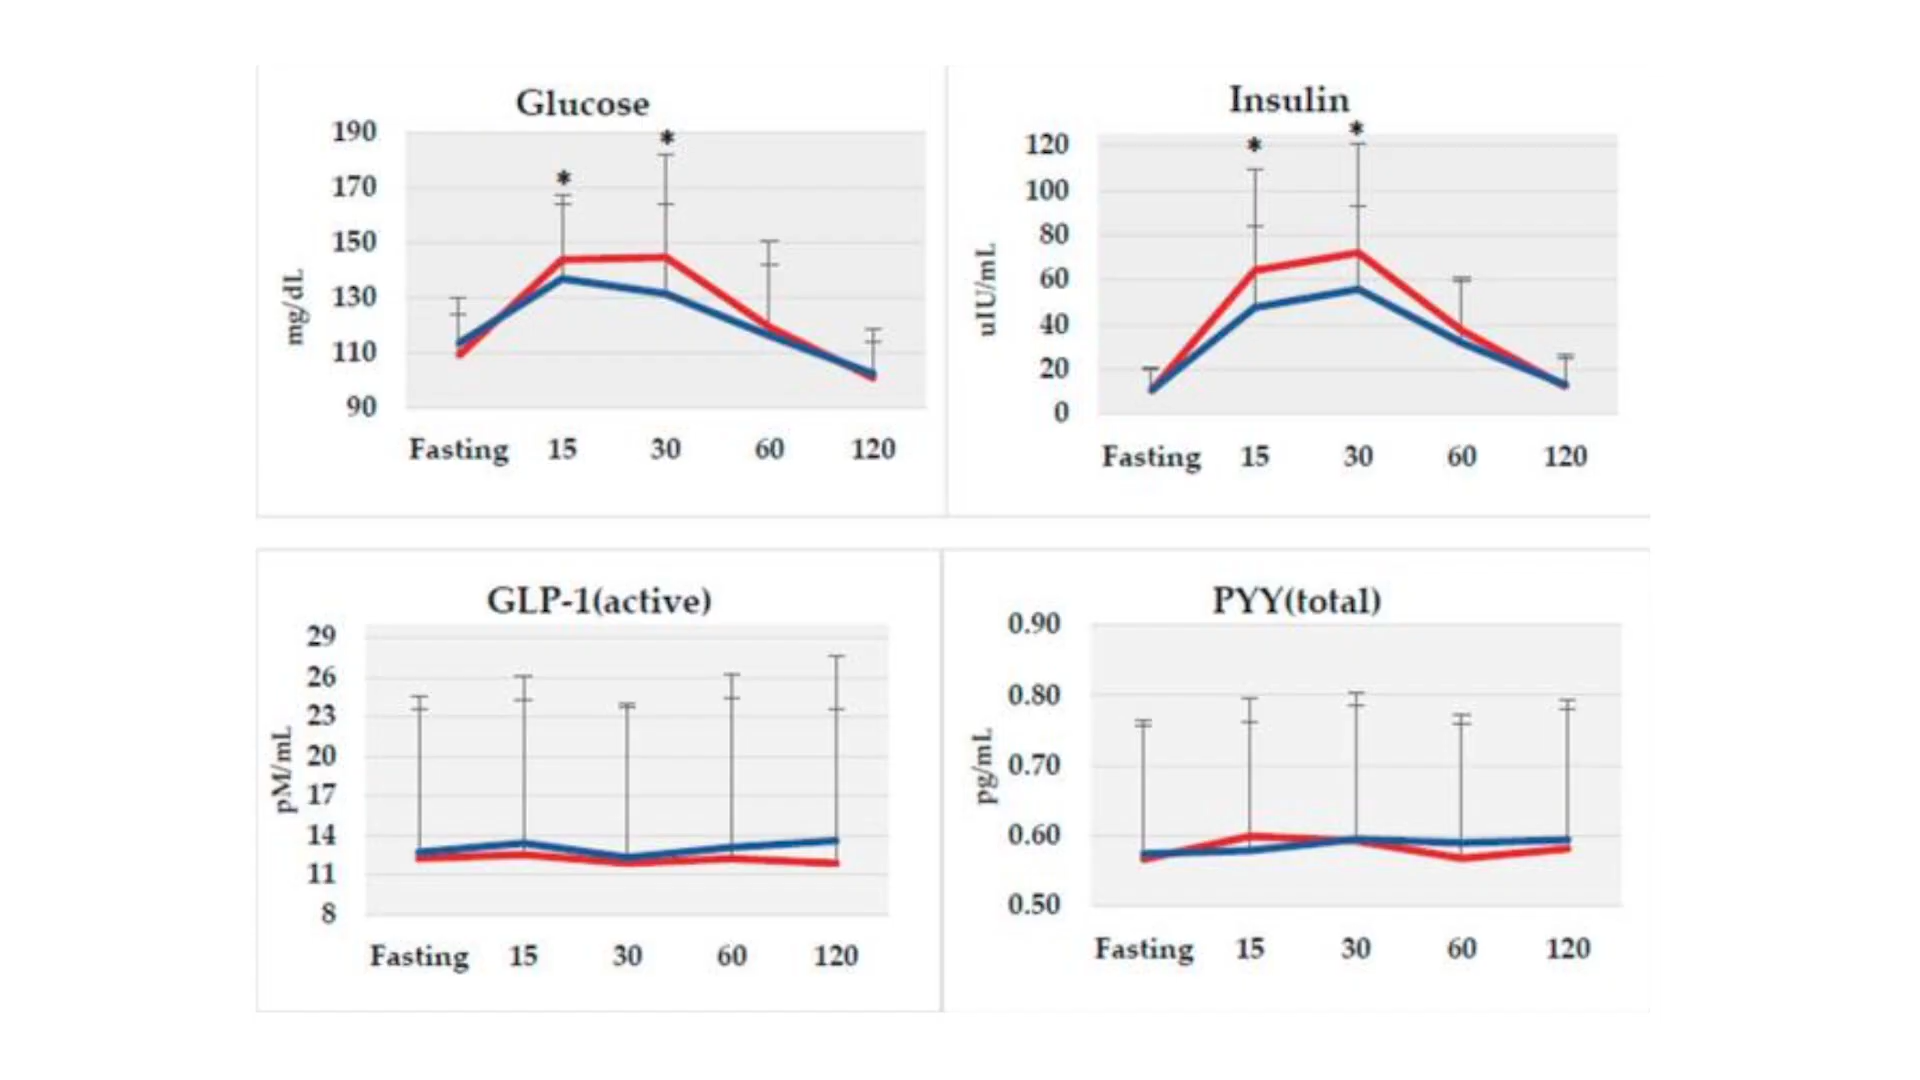 Glucose
190
170
150
130
110
90
mg/dL
*
*
Fasting 15 30 60 120
Insulin
120
100
80
60
40
20
0
uIU/mL
*
*
Fasting 15 30 60 120
GLP-1(active)
29
26
23
20
17
14
11
8
pM/mL
Fasting 15 30 60 120
PYY(total)
0.90
0.80
0.70
0.60
0.50
pg/mL
Fasting 15 30 60 120